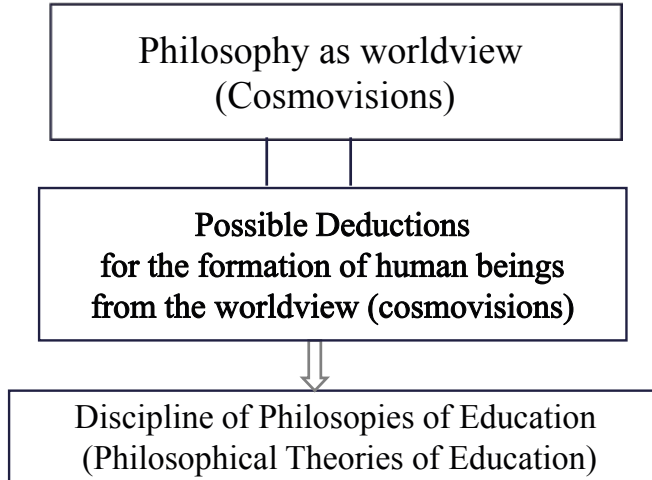 Philosophy as worldview
(Cosmovisions)
Possible Deductions
for the formation of human beings
from the worldview (cosmovisions)
Discipline of Philosopies of Education
(Philosophical Theories of Education)